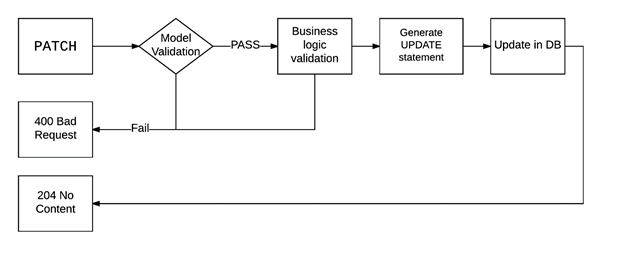 PATCH
Model
Validation
PASS
Business
logic
validation
Generate
UPDATE
statement
Update in DB
400 Bad
Request
Fail
204 No
Content